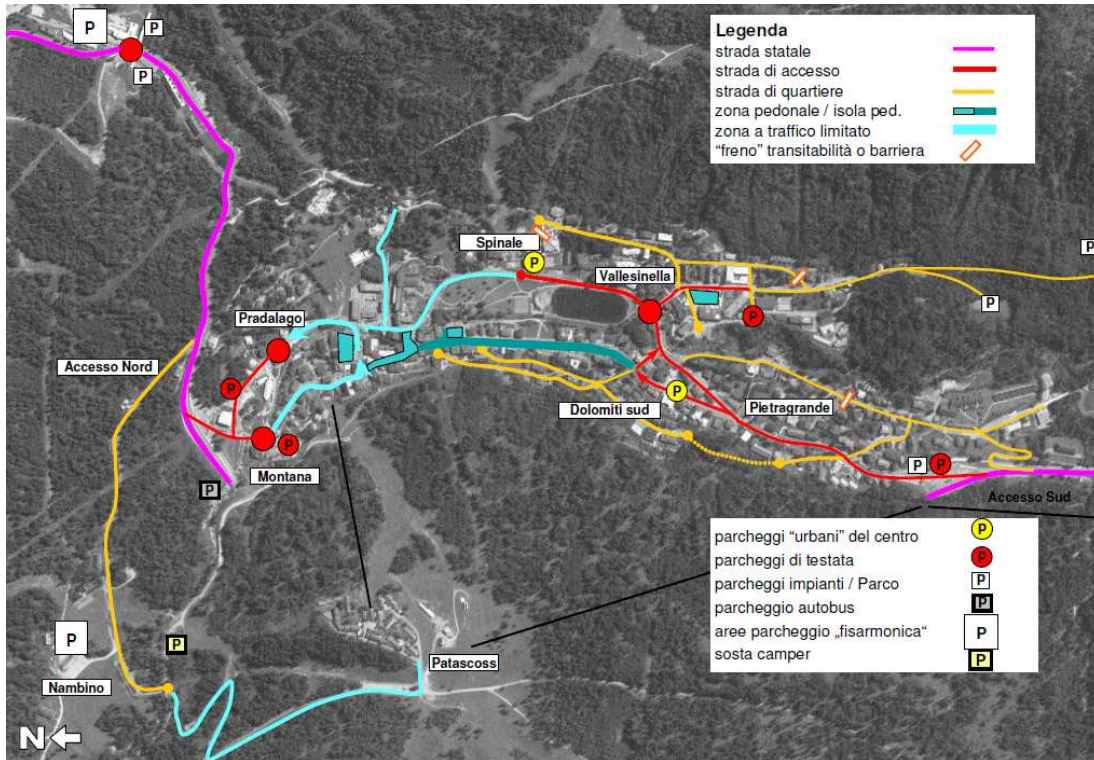 P
P
P
Legenda
strada statale
strada di accesso
strada di quartiere
zona pedonale / isola ped.
zona a traffico limitato
"freno" transitabilità o barriera
Spinale
P
Vallesinella
P
P
P
Pradalago
Accesso Nord
P
P
Dolomiti sud
Pietragrande
P
Montana
P
P
P
Accesso Sud
parcheggi "urbani" del centro P
parcheggi di testata P
parcheggi impianti / Parco P
parcheggio autobus P
aree parcheggio „fisarmonica“ P
sosta camper P
P
P
Nambino
Patascoss
N